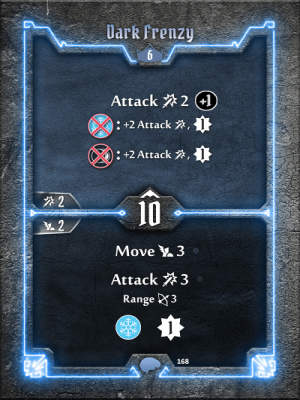 Dark Frenzy
6
Attack 2 +1
: +2 Attack , 1
: +2 Attack , 1
2
10
2
Move 3
Attack 3
Range 3
1
168